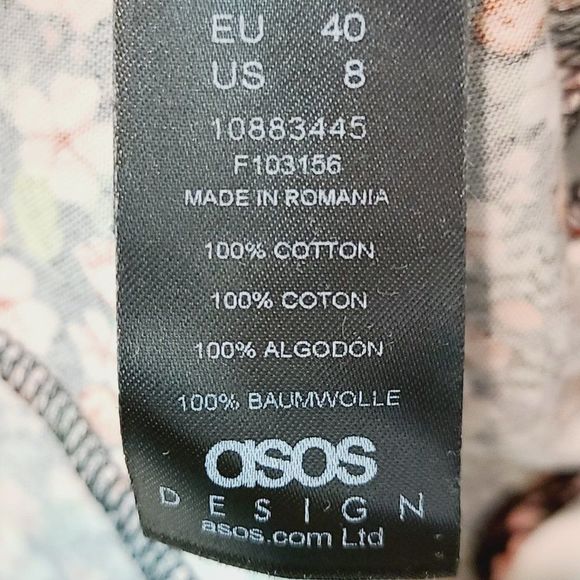 EU 40
US 8
10883445
F103156
MADE IN ROMANIA
100% COTTON
100% COTON
100% ALGODON
100% BAUMWOLLE
asos
DESIGN
asos.com Ltd